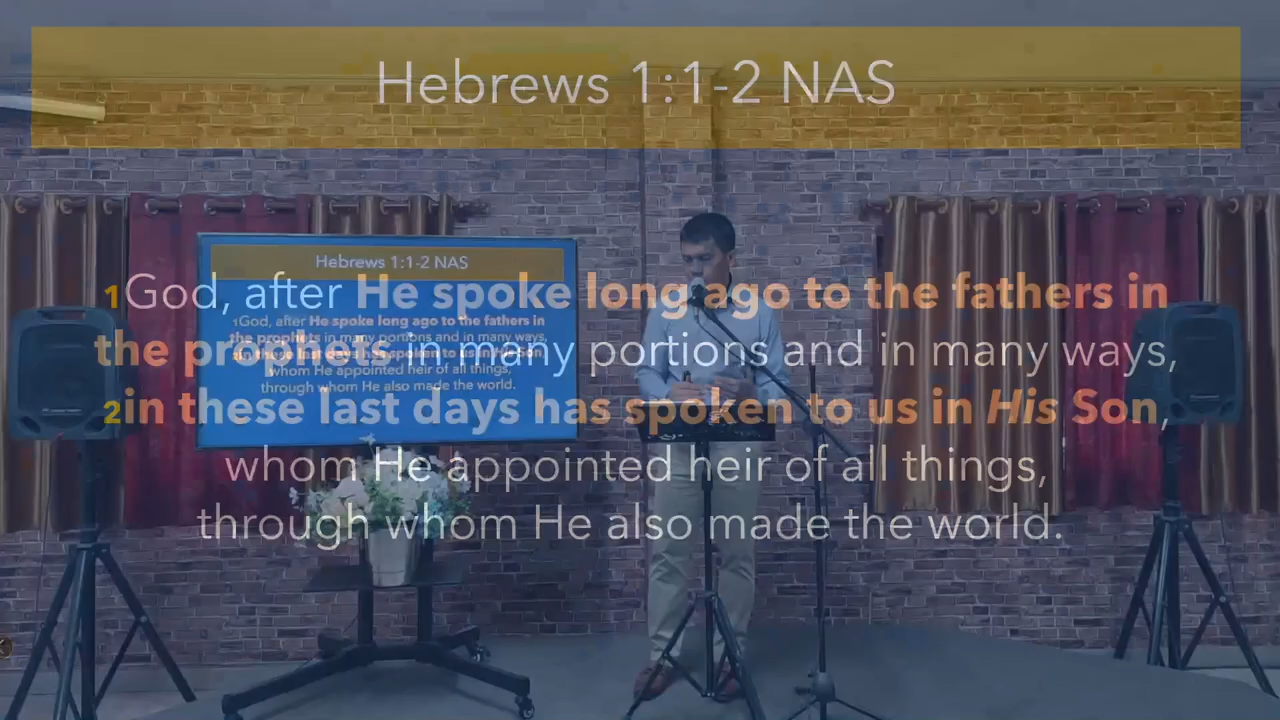 Hebrews 1:1-2 NAS
1God, after He spoke long ago to the fathers in
the prophets in many portions and in many ways,
2in these last days has spoken to us in His Son,
whom He appointed heir of all things,
through whom He also made the world.
Hebrews 1:1-2 NAS
1God, after He spoke long ago to the fathers in
the prophets in many portions and in many ways,
whom He appointed heir of all things,
through whom He also made the world.